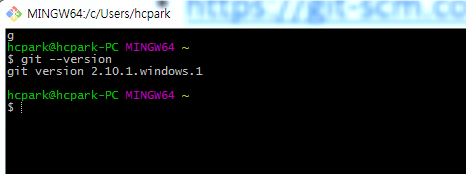 https://git-scm.co
MINGW64:/c/Users/hcpark
g
hcpark@hcpark-PC MINGW64 ~
$ git --version
git version 2.10.1.windows.1
hcpark@hcpark-PC MINGW64 ~
$